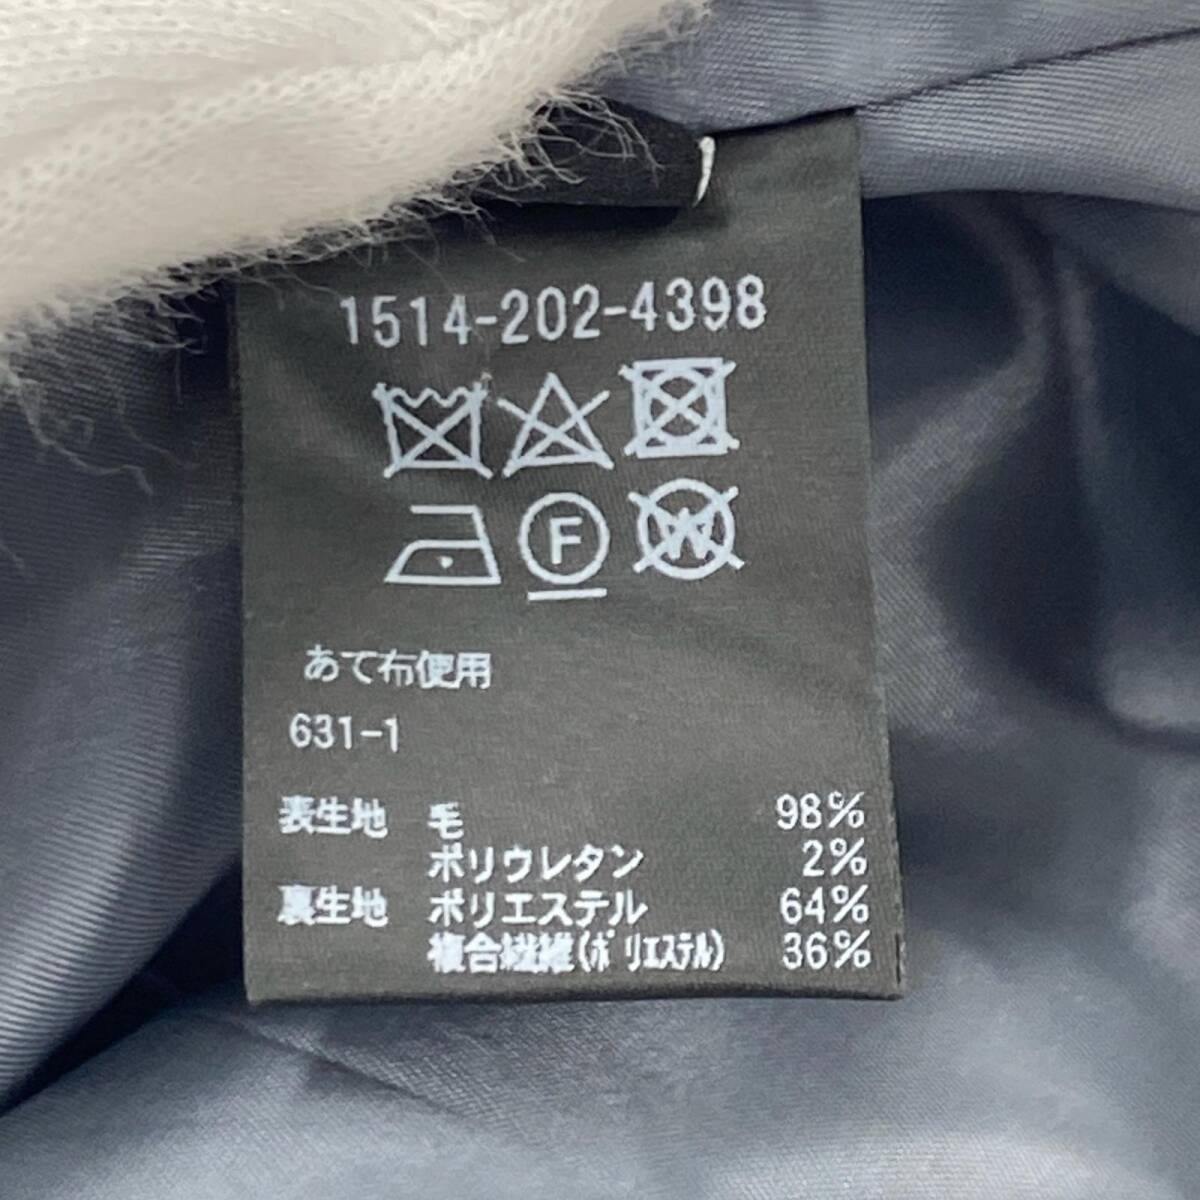 1514-202-4398
F W
あて布使用
631-1
表生地 毛 98%
ポリウレタン 2%
裏生地 ポリエステル 64%
複合繊維(ポリエステル) 36%